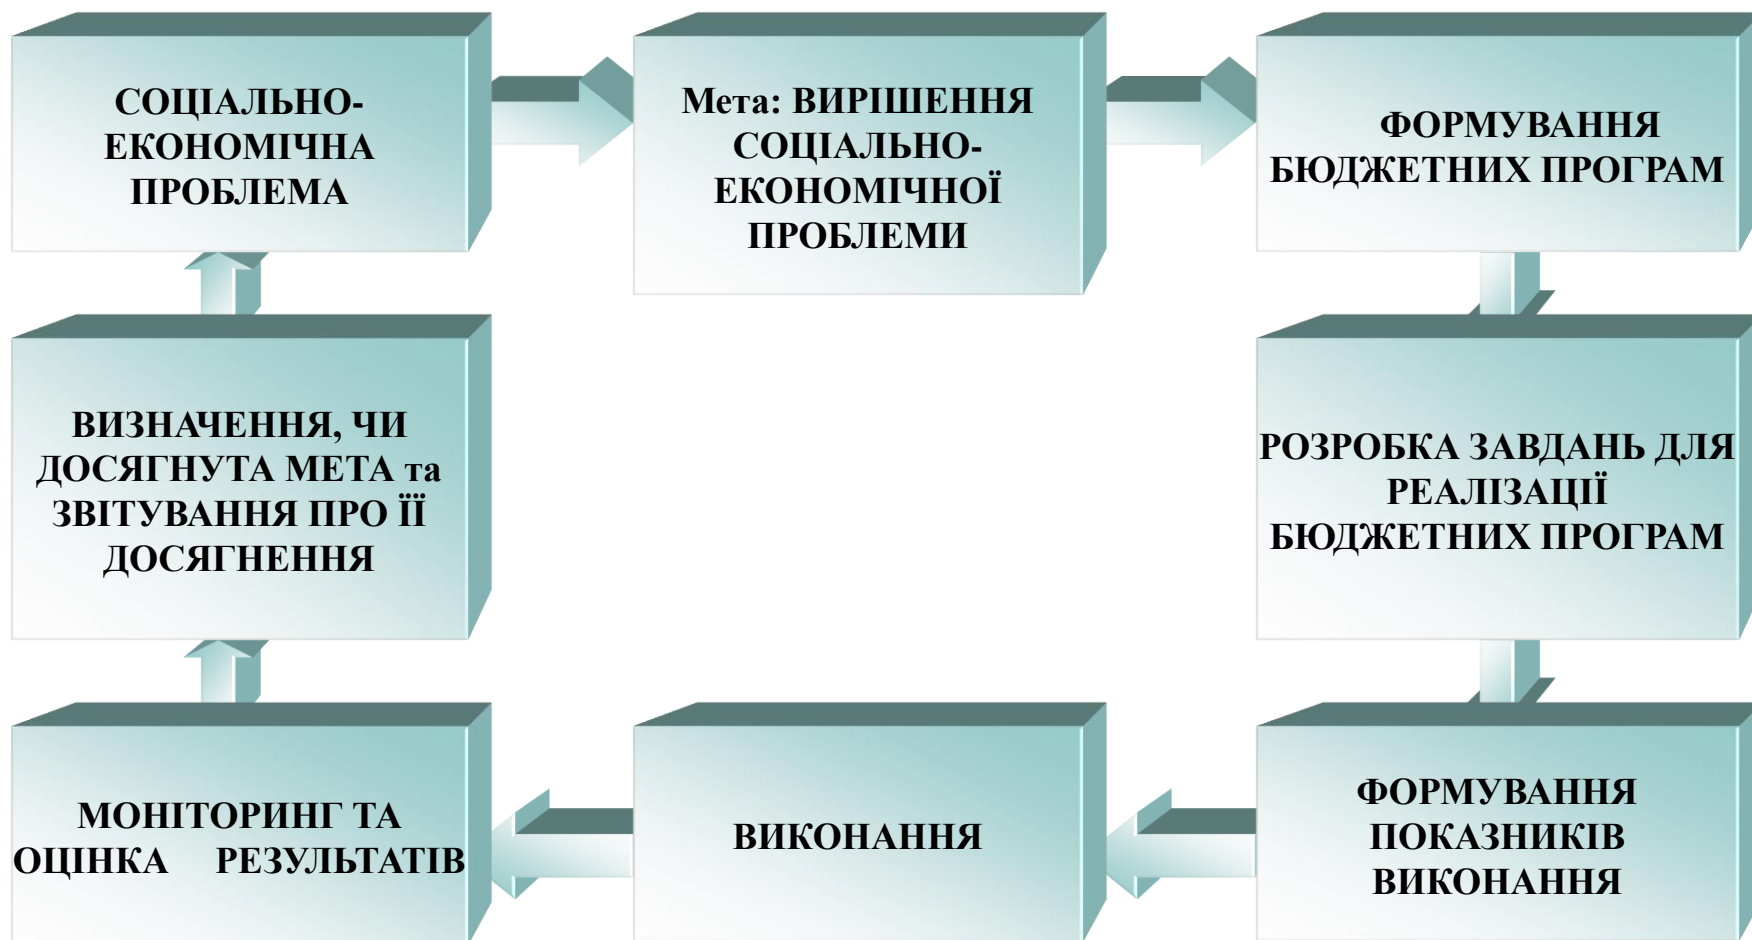 СОЦІАЛЬНО-
ЕКОНОМІЧНА
ПРОБЛЕМА
Мета: ВИРІШЕННЯ
СОЦІАЛЬНО-
ЕКОНОМІЧНОЇ
ПРОБЛЕМИ
ФОРМУВАННЯ
БЮДЖЕТНИХ ПРОГРАМ
РОЗРОБКА ЗАВДАНЬ ДЛЯ
РЕАЛІЗАЦІЇ
БЮДЖЕТНИХ ПРОГРАМ
ФОРМУВАННЯ
ПОКАЗНИКІВ
ВИКОНАННЯ
ВИКОНАННЯ
МОНІТОРИНГ ТА
ОЦІНКА РЕЗУЛЬТАТІВ
ВИЗНАЧЕННЯ, ЧИ
ДОСЯГНУТА МЕТА та
ЗВІТУВАННЯ ПРО ЇЇ
ДОСЯГНЕННЯ